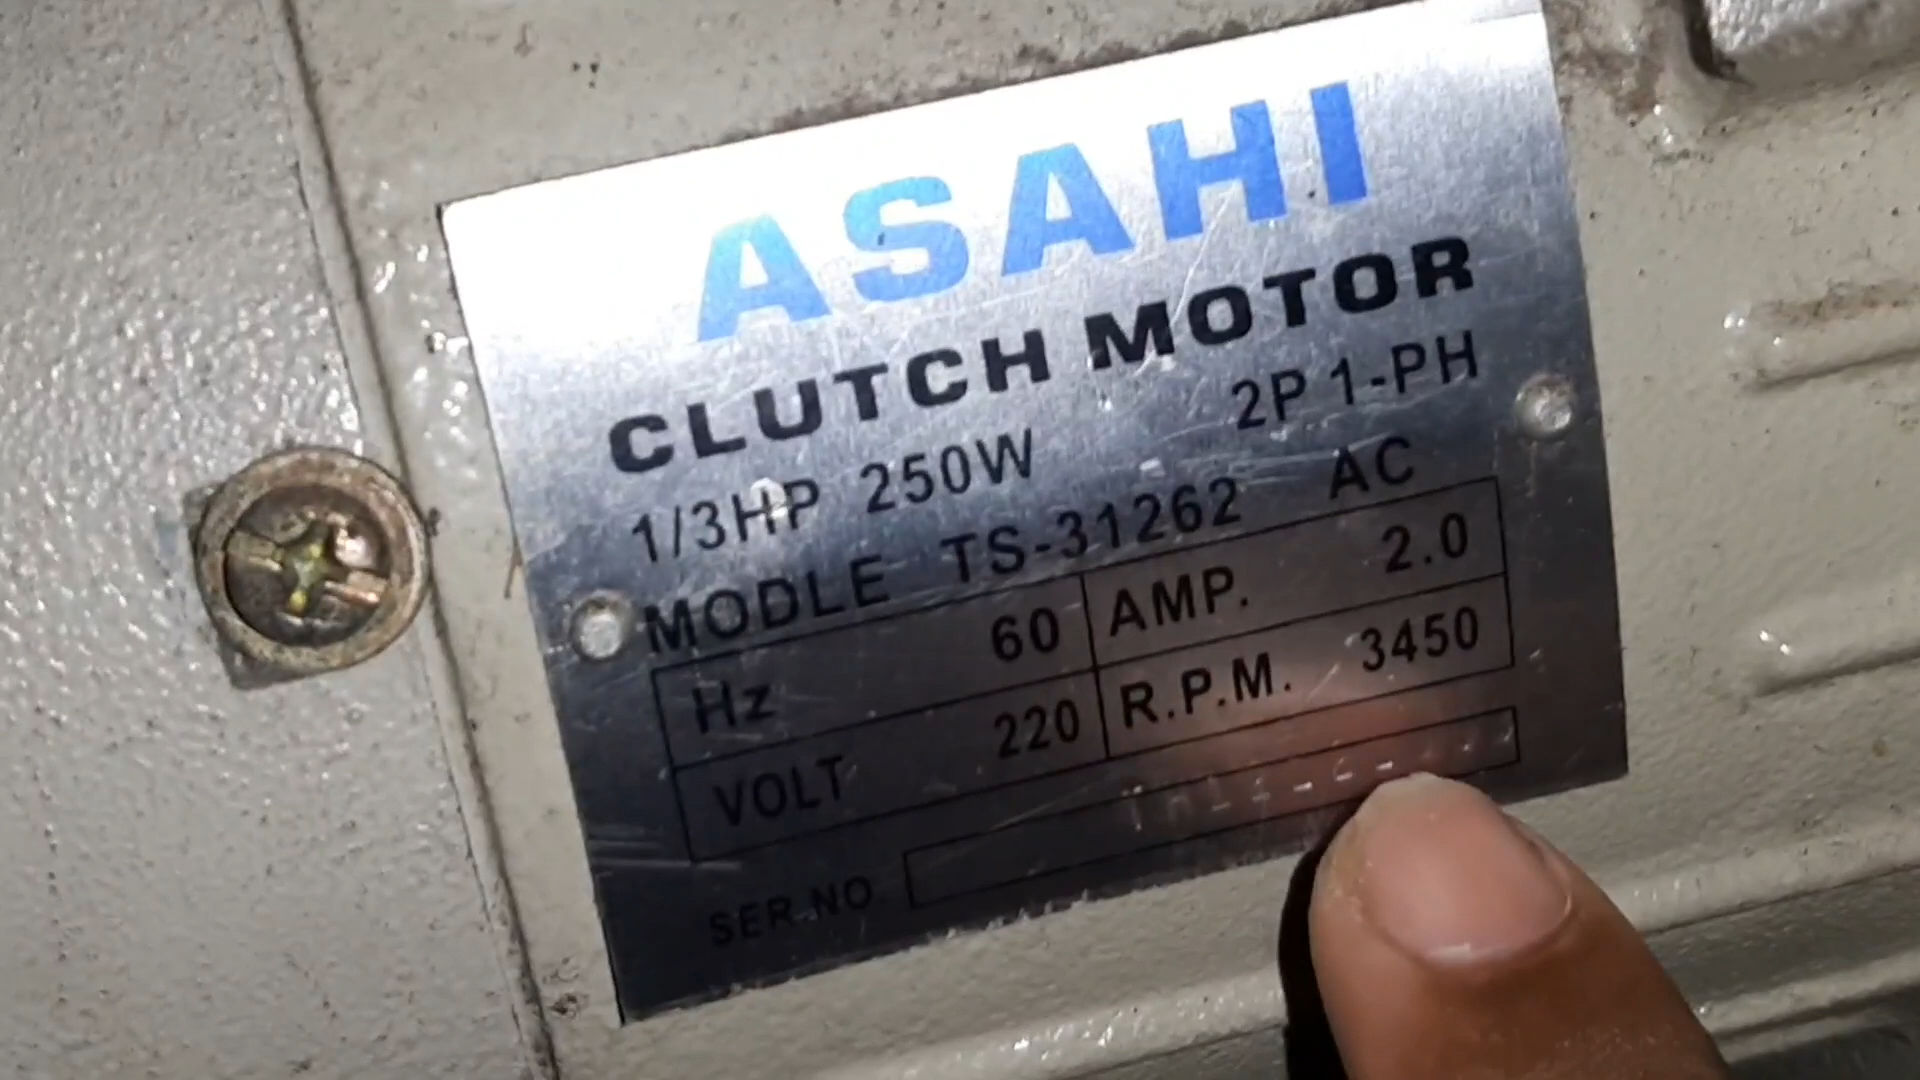 ASAHI
CLUTCH MOTOR
1/3HP 250W 2P 1-PH
MODLE TS-31262 AC
Hz 60 AMP. 2.0
VOLT 220 R.P.M. 3450
SER.NO